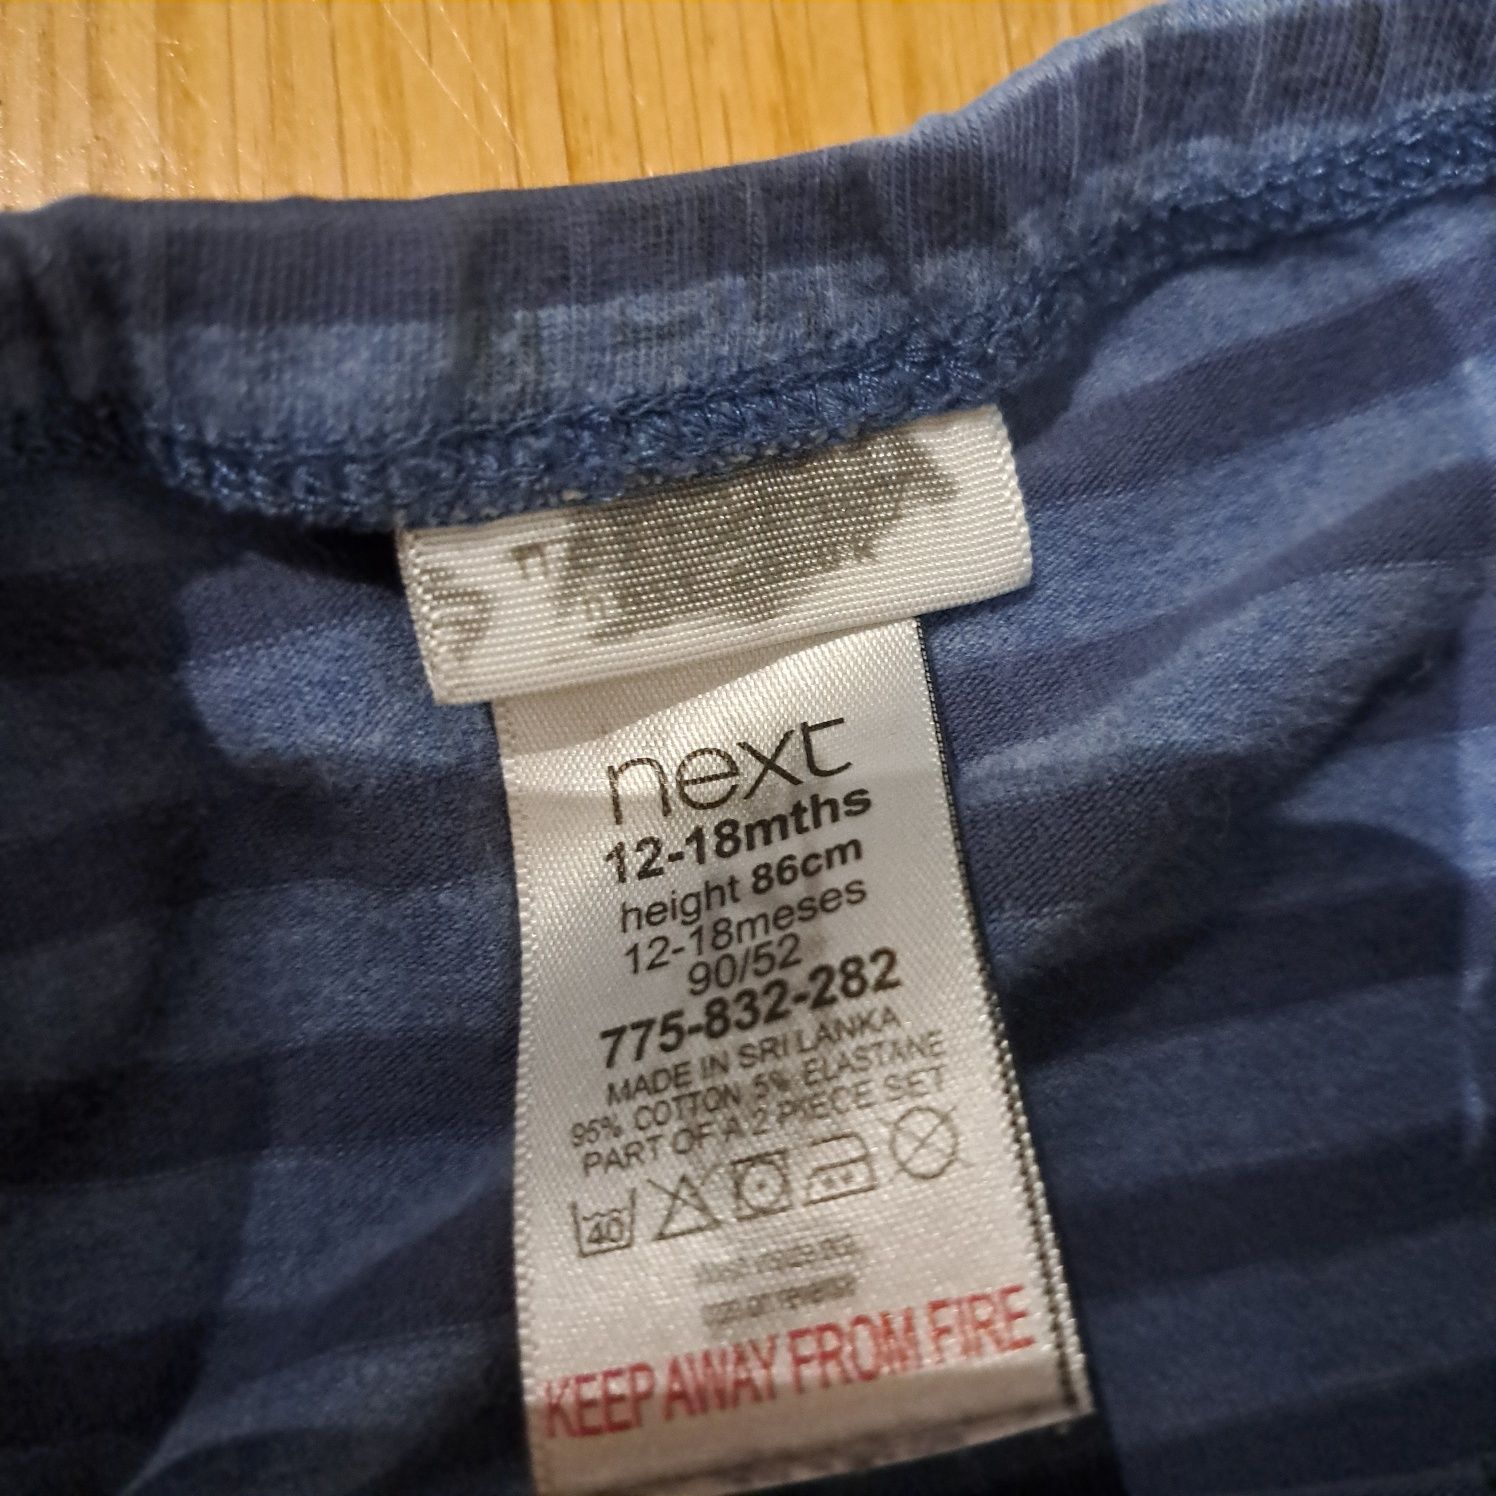 next
12-18mths
height 86cm
12-18meses
90/52
775-832-282
MADE IN SRI LANKA
95% COTTON 5% ELASTANE
PART OF A 2 PIECE SET
40
KEEP AWAY FROM FIRE